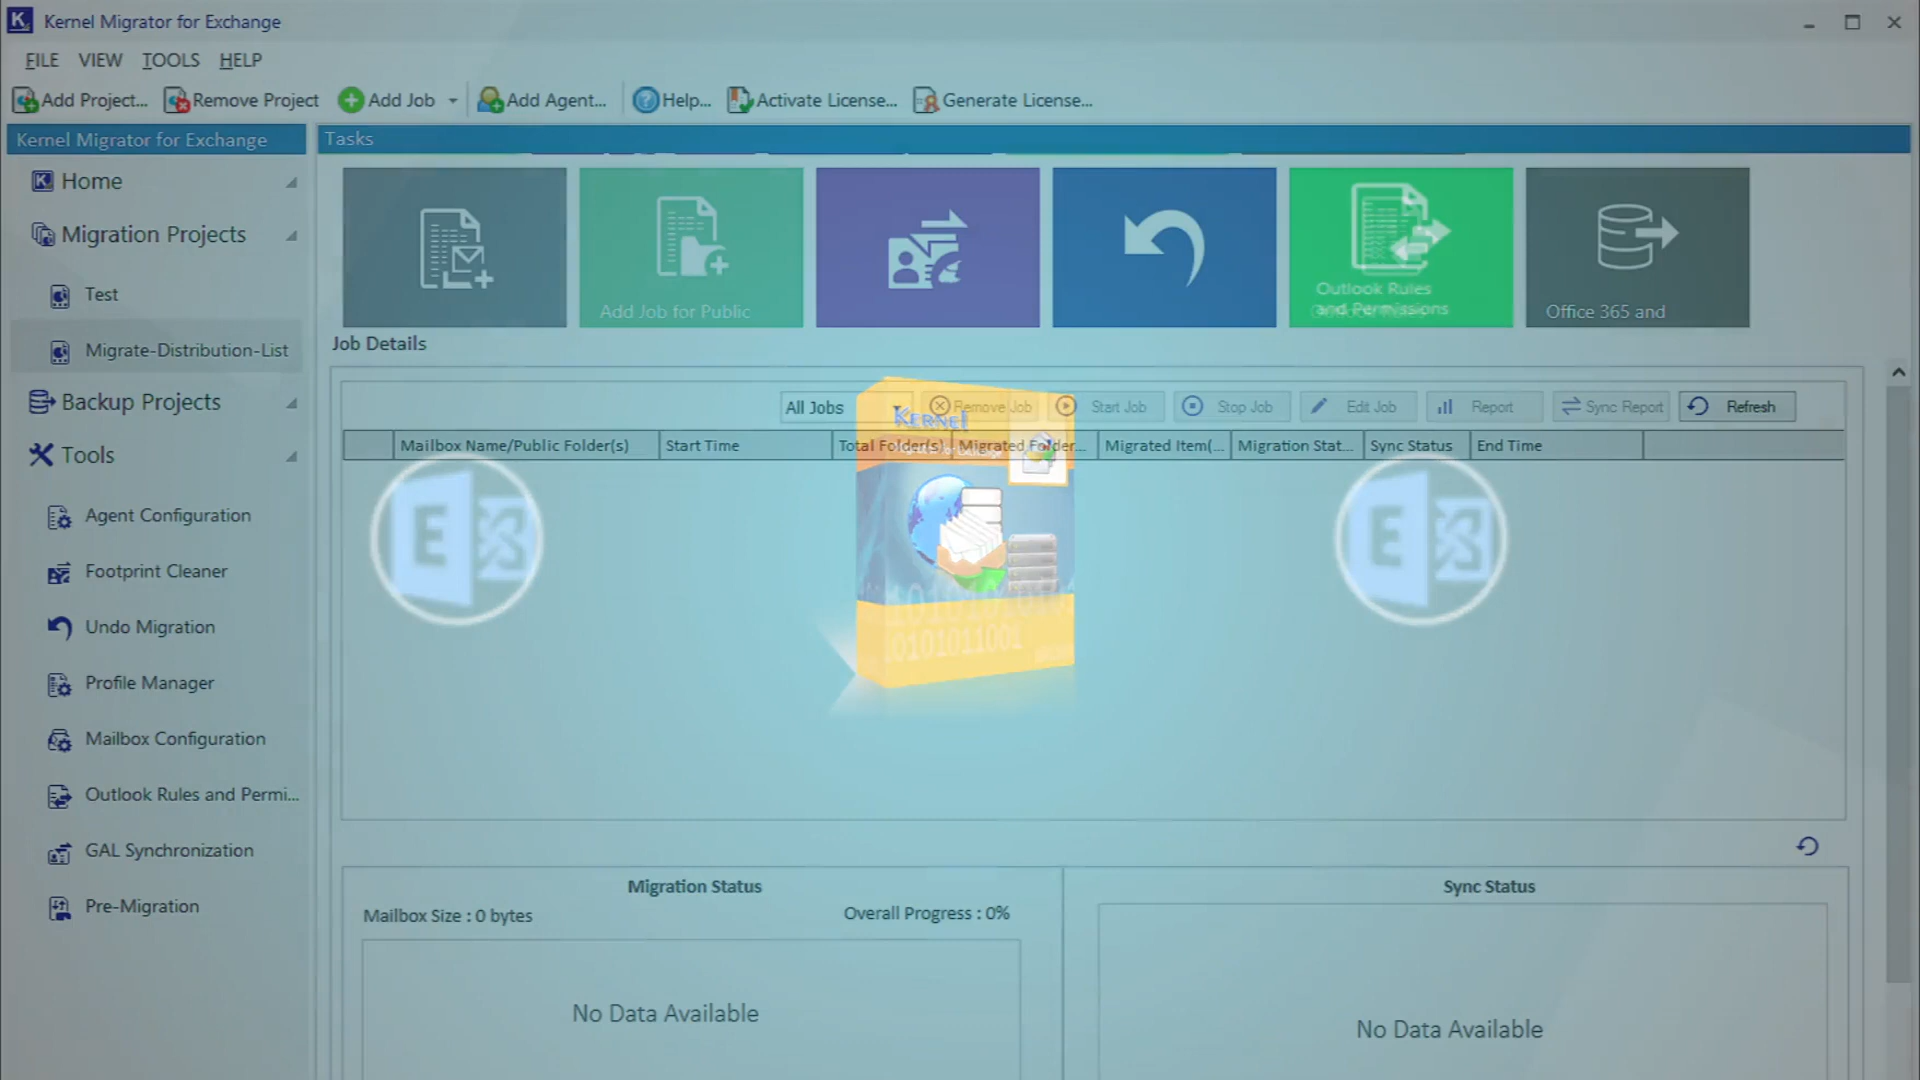 Kernel Migrator for Exchange
FILE VIEW TOOLS HELP
Add Project... Remove Project Add Job Add Agent... Help... Activate License... Generate License...
Kernel Migrator for Exchange
Tasks
Home
Migration Projects
Test
Migrate-Distribution-List
Backup Projects
Tools
Agent Configuration
Footprint Cleaner
Undo Migration
Profile Manager
Mailbox Configuration
Outlook Rules and Permi...
GAL Synchronization
Pre-Migration
Add Job for Public
Outlook Rules
and Permissions
Office 365 and
Job Details
All Jobs Remove Job Start Job Stop Job Edit Job Report Sync Report Refresh
Mailbox Name/Public Folder(s) Start Time Total Folder(s) Migrated Folder... Migrated Item(... Migration Stat... Sync Status End Time
KERNEL
E
E
0101011001
Migration Status
Mailbox Size : 0 bytes Overall Progress : 0%
No Data Available
Sync Status
No Data Available